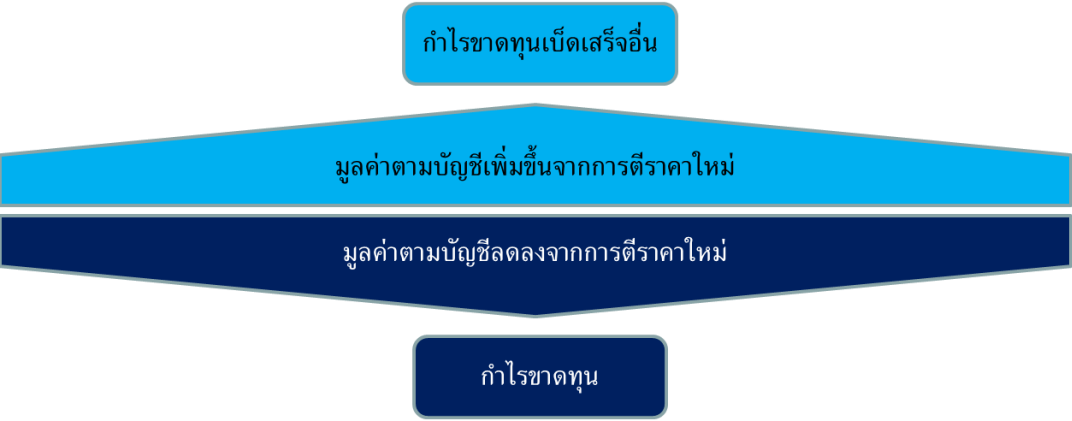 กำไรขาดทุนเบ็ดเสร็จอื่น
มูลค่าตามบัญชีเพิ่มขึ้นจากการตีราคาใหม่
มูลค่าตามบัญชีลดลงจากการตีราคาใหม่
กำไรขาดทุน